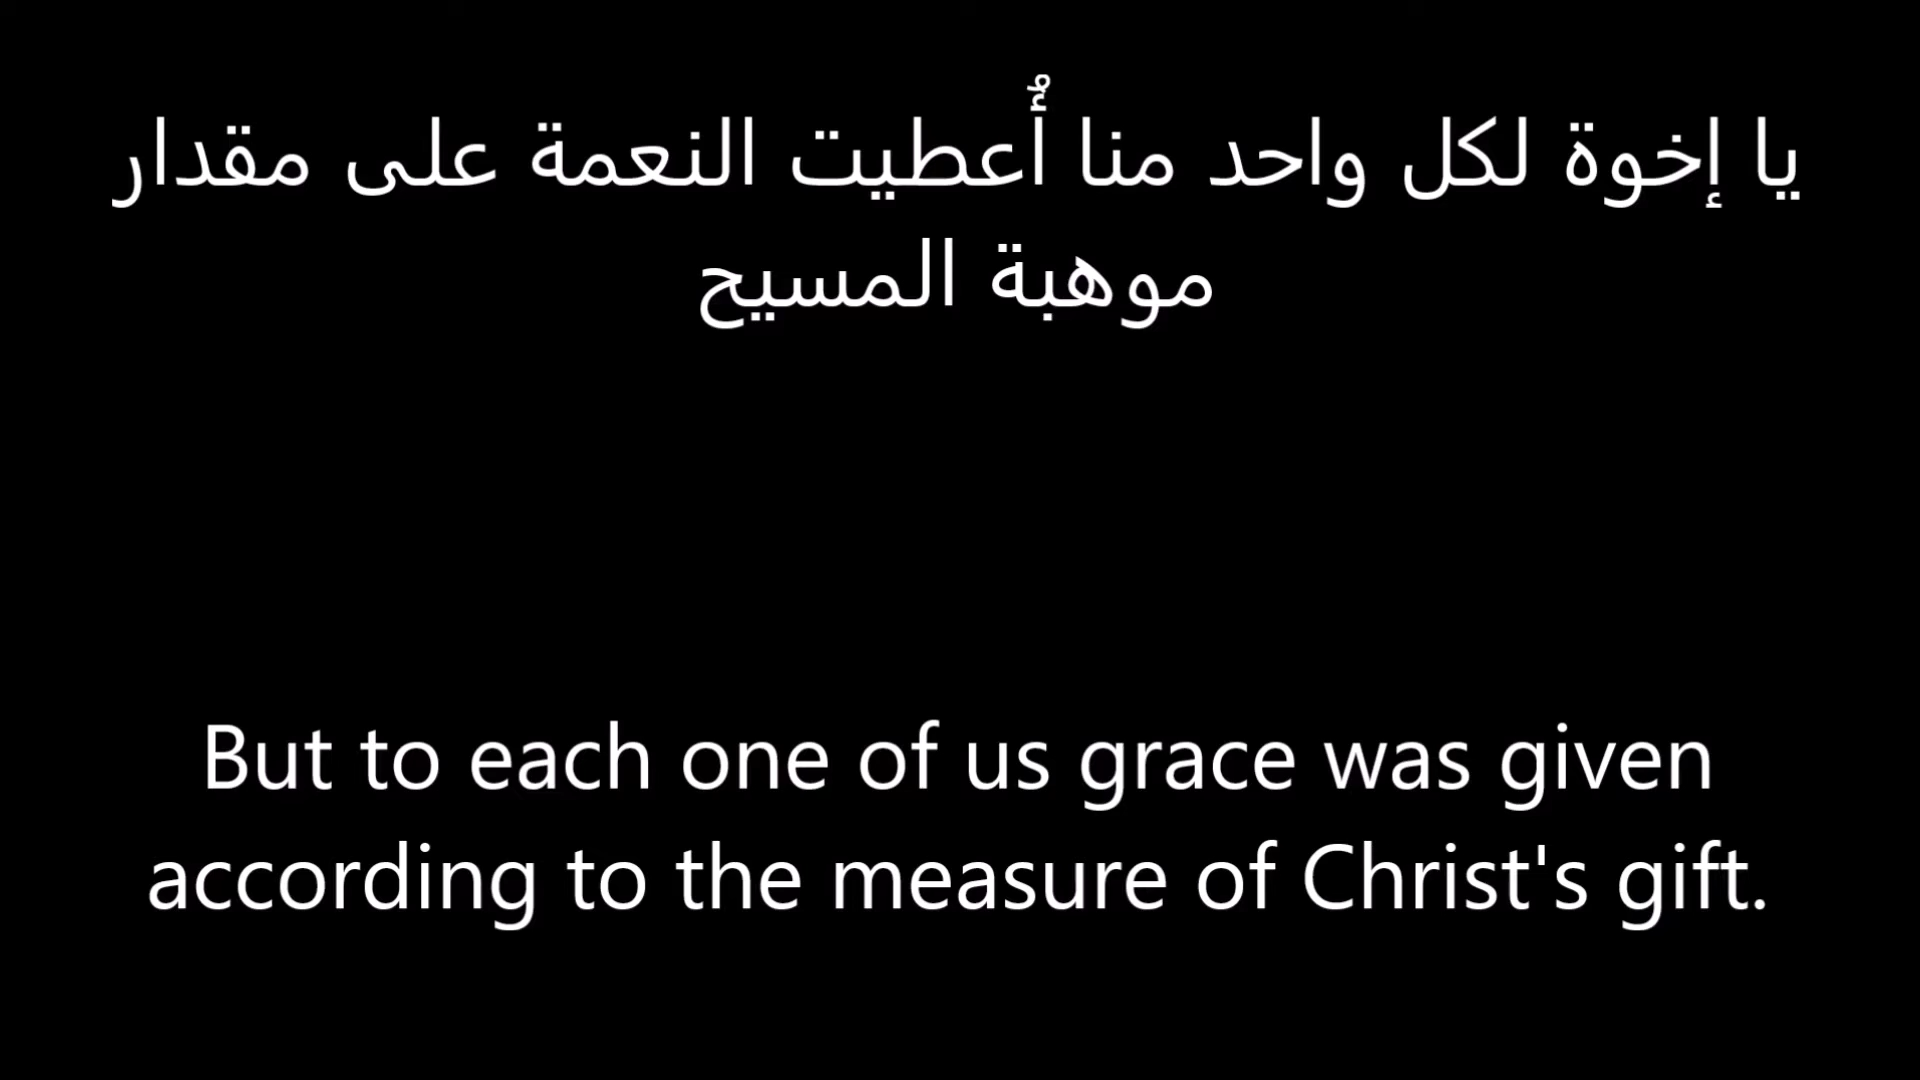 يا إخوة لكل واحد منا أُعطيت النعمة على مقدار
موهبة المسيح
But to each one of us grace was given
according to the measure of Christ's gift.